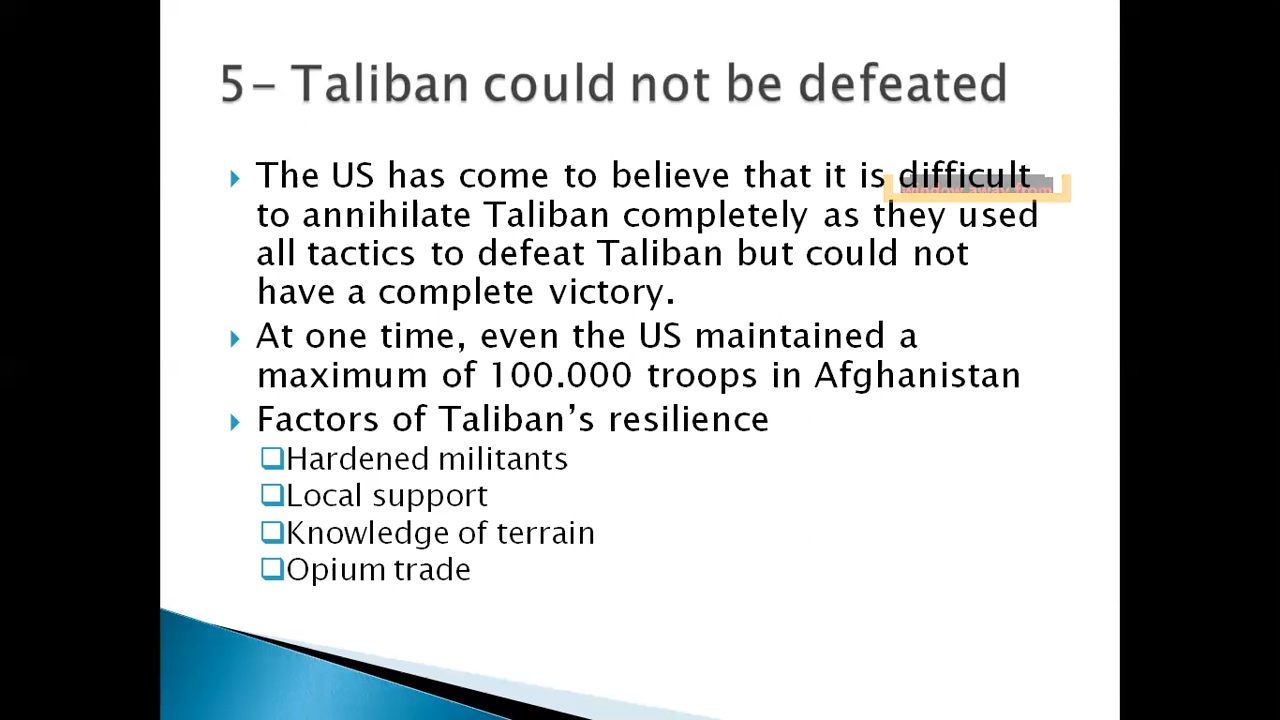 5- Taliban could not be defeated
The US has come to believe that it is difficult
to annihilate Taliban completely as they used
all tactics to defeat Taliban but could not
have a complete victory.
At one time, even the US maintained a
maximum of 100.000 troops in Afghanistan
Factors of Taliban’s resilience
Hardened militants
Local support
Knowledge of terrain
Opium trade